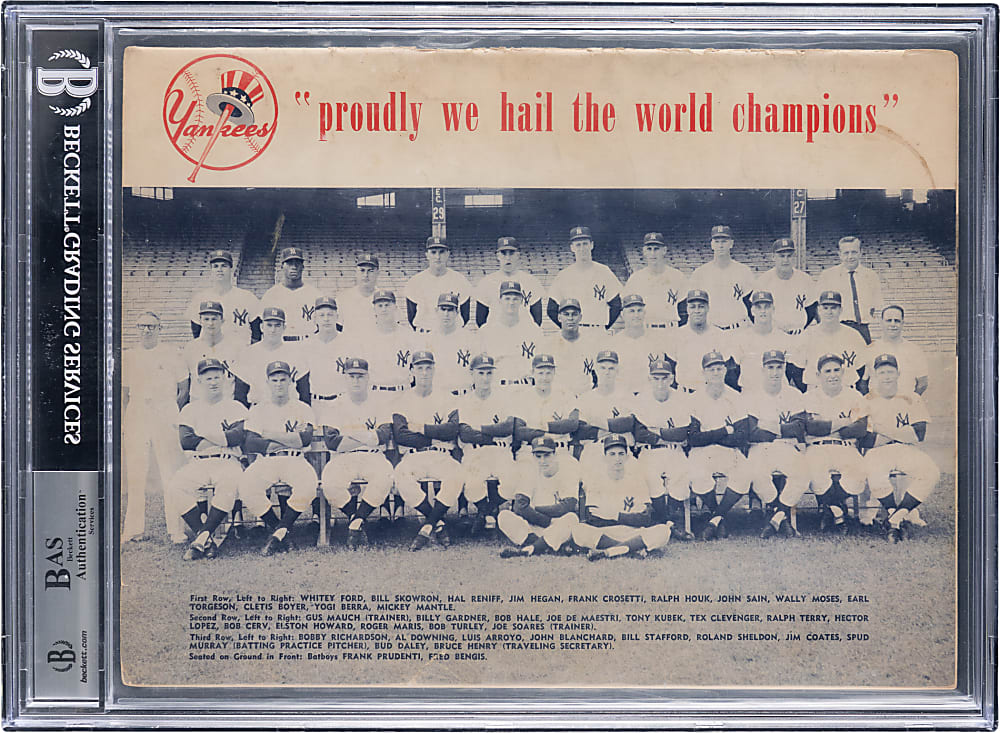 Yankees
“proudly we hail the world champions”
SEC. 29
27
First Row, Left to Right: WHITEY FORD, BILL SKOWRON, HAL RENIFF, JIM HEGAN, FRANK CROSETTI, RALPH HOUK, JOHN SAIN, WALLY MOSES, EARL
TORGESON, CLETIS BOYER, YOGI BERRA, MICKEY MANTLE.
Second Row, Left to Right: GUS MAUCH (TRAINER), BILLY GARDNER, BOB HALE, JOE DE MAESTRI, TONY KUBEK, TEX CLEVENGER, RALPH TERRY, HECTOR
LOPEZ, BOB CERV, ELSTON HOWARD, ROGER MARIS, BOB TURLEY, JOE SOARES (TRAINER).
Third Row, Left to Right: BOBBY RICHARDSON, AL DOWNING, LUIS ARROYO, JOHN BLANCHARD, BILL STAFFORD, ROLAND SHELDON, JIM COATES, SPUD
MURRAY (BATTING PRACTICE PITCHER), BUD DALEY, BRUCE HENRY (TRAVELING SECRETARY).
Seated on Ground in Front: Batboys FRANK PRUDENTI, FRED BENGIS.
B
BECKETT GRADING SERVICES
BAS
Beckett
Authentication
Services
B
beckett.com